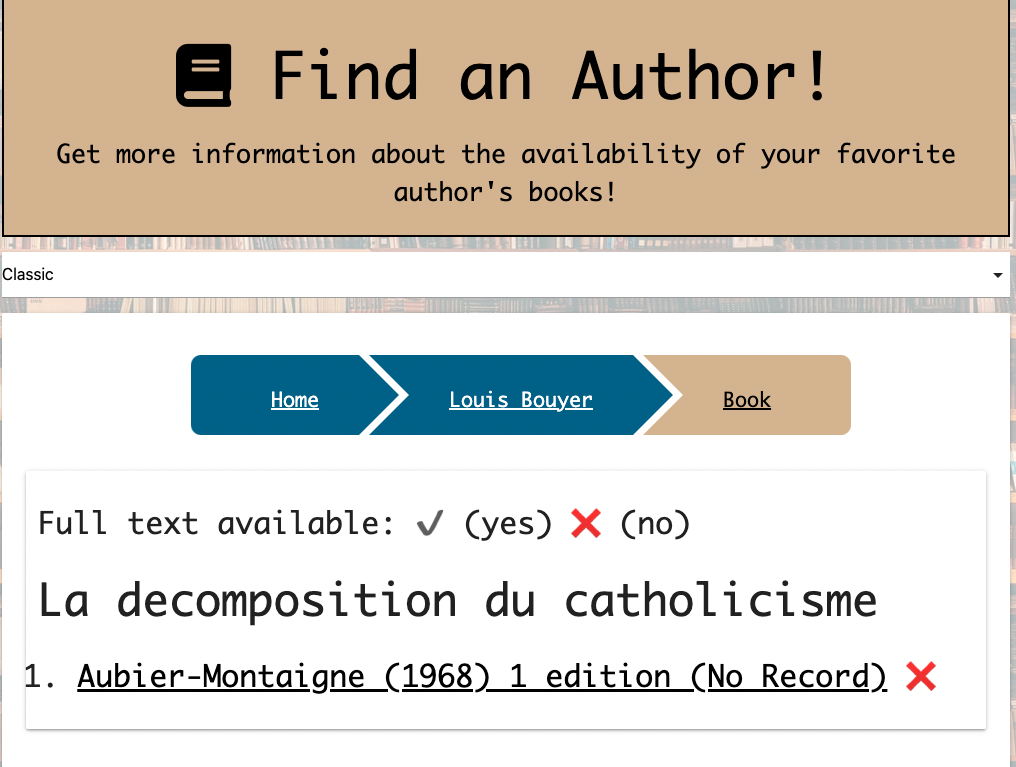 Find an Author!
Get more information about the availability of your favorite
author's books!
Classic
Home
Louis Bouyer
Book
Full text available: ✔ (yes) ❌ (no)
La decomposition du catholicisme
1. Aubier-Montaigne (1968) 1 edition (No Record) ❌